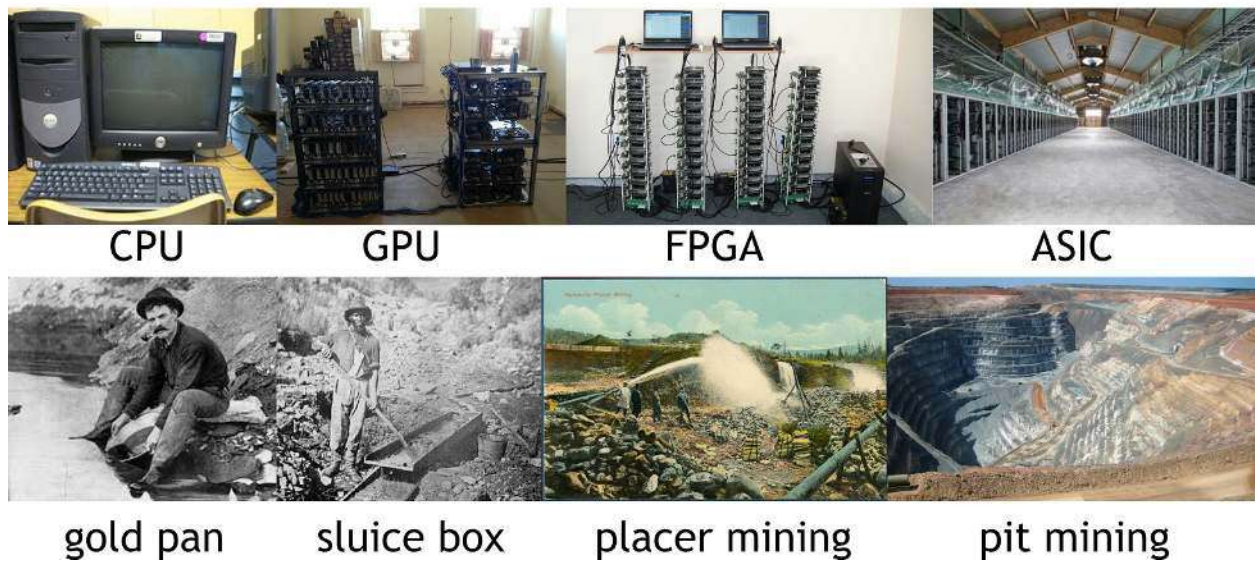 CPU
GPU
FPGA
ASIC
gold pan
sluice box
placer mining
pit mining